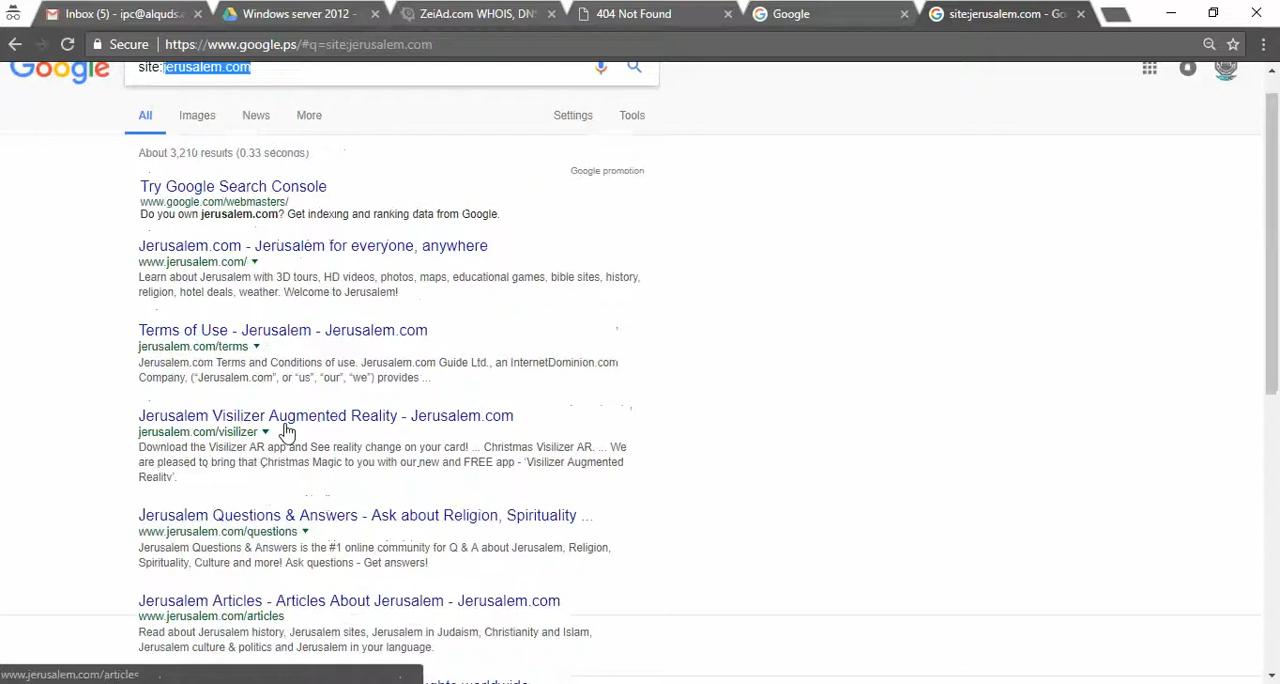 Inbox (5) - ipc@alquds.
Windows server 2012 -
ZeiAd.com WHOIS, DN
404 Not Found
Google
site:jerusalem.com - Go
Secure
https://www.google.ps/#q=site:jerusalem.com
Google
site:jerusalem.com
All
Images
News
More
Settings
Tools
About 3,210 results (0.33 seconds)
Google promotion
Try Google Search Console
www.google.com/webmasters/
Do you own jerusalem.com? Get indexing and ranking data from Google.
Jerusalem.com - Jerusalem for everyone, anywhere
www.jerusalem.com/
Learn about Jerusalem with 3D tours, HD videos, photos, maps, educational games, bible sites, history,
religion, hotel deals, weather. Welcome to Jerusalem!
Terms of Use - Jerusalem - Jerusalem.com
jerusalem.com/terms
Jerusalem.com Terms and Conditions of use. Jerusalem.com Guide Ltd., an InternetDominion.com
Company, ("Jerusalem.com", or "us", "our", "we") provides ...
Jerusalem Visilizer Augmented Reality - Jerusalem.com
jerusalem.com/visilizer
Download the Visilizer AR app and See reality change on your card! ... Christmas Visilizer AR. ... We
are pleased to bring that Christmas Magic to you with our new and FREE app - 'Visilizer Augmented
Reality'.
Jerusalem Questions & Answers - Ask about Religion, Spirituality ...
www.jerusalem.com/questions
Jerusalem Questions & Answers is the #1 online community for Q & A about Jerusalem, Religion,
Spirituality, Culture and more! Ask questions - Get answers!
Jerusalem Articles - Articles About Jerusalem - Jerusalem.com
www.jerusalem.com/articles
Read about Jerusalem history, Jerusalem sites, Jerusalem in Judaism, Christianity and Islam,
Jerusalem culture & politics and Jerusalem in your language.
www.jerusalem.com/articles